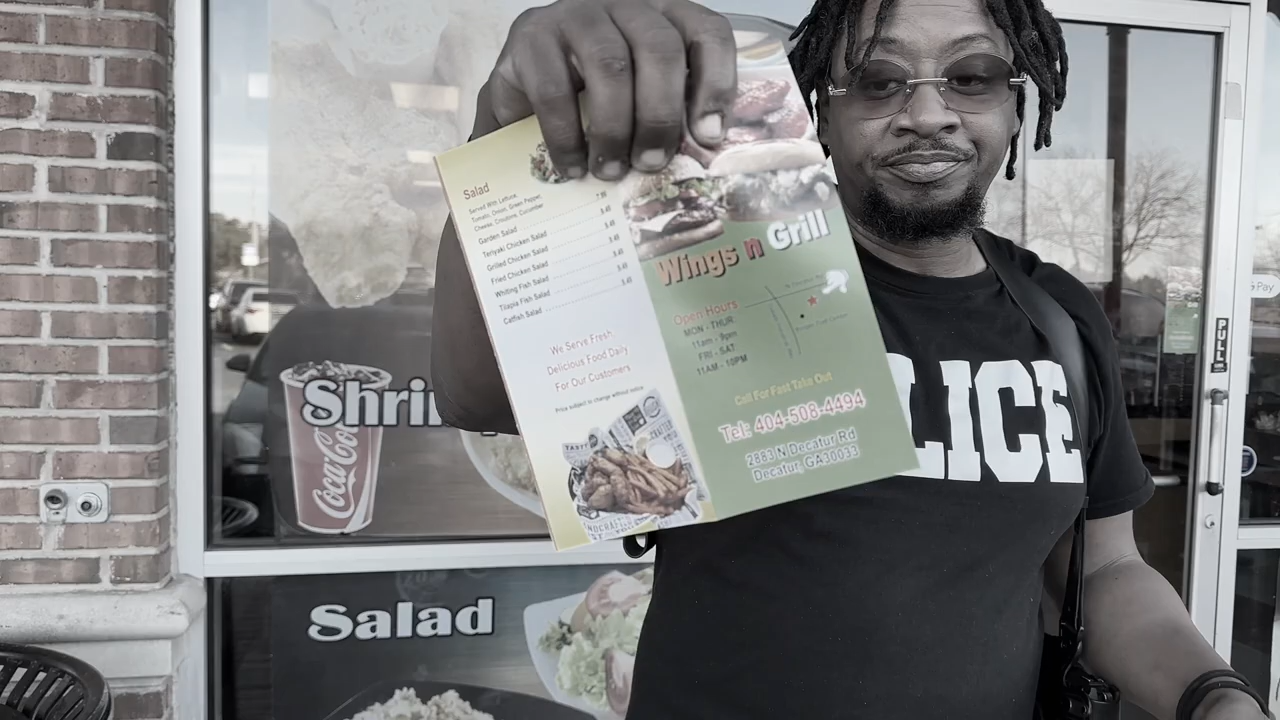 Salad
Served With Lettuce,
Tomato, Onion, Green Pepper,
Cheese, Croutons, Cucumber
Garden Salad
Teriyaki Chicken Salad
Grilled Chicken Salad
Fried Chicken Salad
Whiting Fish Salad
Tilapia Fish Salad
Catfish Salad
We Serve Fresh,
Delicious Food Daily
For Our Customers
Price subject to change without notice
Wings n Grill
Open Hours
MON - THUR
11am - 9pm
FRI - SAT
11AM - 10PM
Call For Fast Take Out
Tel: 404-508-4494
2883 N Decatur Rd
Decatur, GA30033
LICE
Shri
Coca-Cola
Salad
PULL
Pay